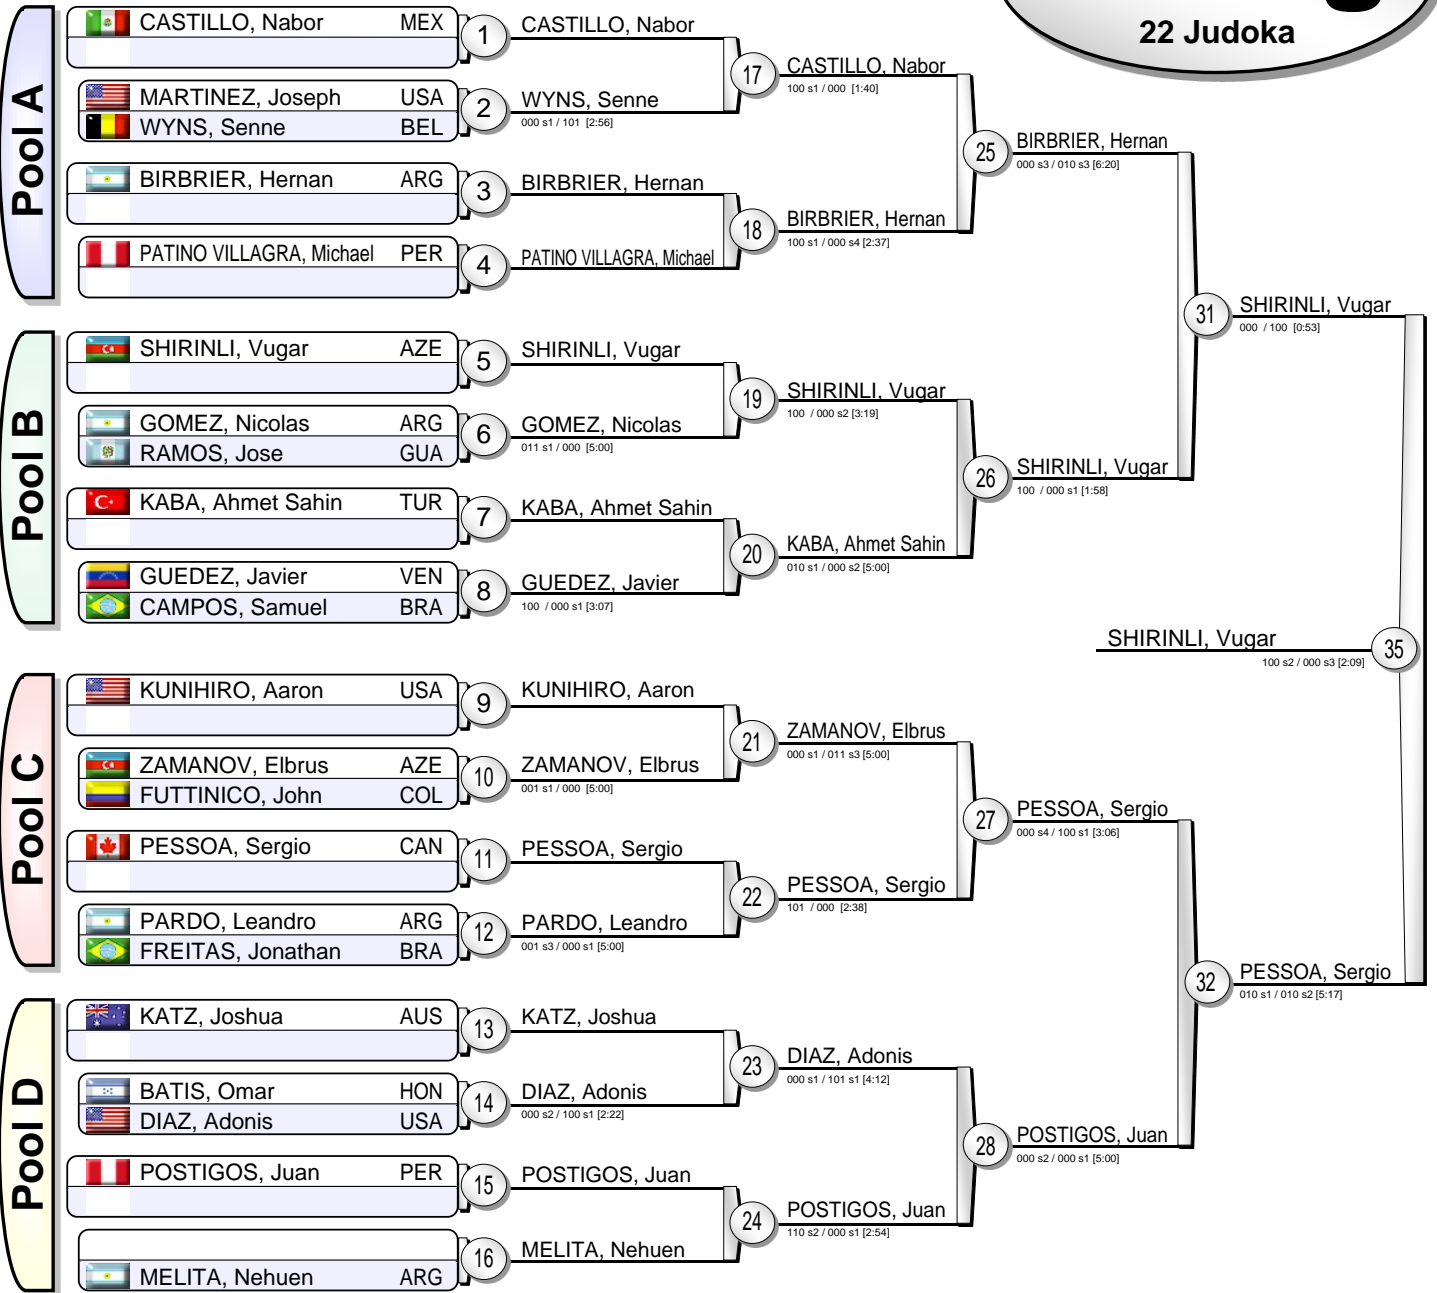 22 Judoka
Pool A
CASTILLO, Nabor MEX
1
MARTINEZ, Joseph USA
WYNS, Senne BEL
2
BIRBRIER, Hernan ARG
3
PATINO VILLAGRA, Michael PER
4
Pool B
SHIRINLI, Vugar AZE
5
GOMEZ, Nicolas ARG
RAMOS, Jose GUA
6
KABA, Ahmet Sahin TUR
7
GUEDEZ, Javier VEN
CAMPOS, Samuel BRA
8
Pool C
KUNIHIRO, Aaron USA
9
ZAMANOV, Elbrus AZE
FUTTINICO, John COL
10
PESSOA, Sergio CAN
11
PARDO, Leandro ARG
FREITAS, Jonathan BRA
12
Pool D
KATZ, Joshua AUS
13
BATIS, Omar HON
DIAZ, Adonis USA
14
POSTIGOS, Juan PER
15
MELITA, Nehuen ARG
16
CASTILLO, Nabor
WYNS, Senne
000 s1 / 101 [2:56]
17
BIRBRIER, Hernan
PATINO VILLAGRA, Michael
18
SHIRINLI, Vugar
GOMEZ, Nicolas
011 s1 / 000 [5:00]
19
KABA, Ahmet Sahin
GUEDEZ, Javier
100 / 000 s1 [3:07]
20
KUNIHIRO, Aaron
ZAMANOV, Elbrus
001 s1 / 000 [5:00]
21
PESSOA, Sergio
PARDO, Leandro
001 s3 / 000 s1 [5:00]
22
KATZ, Joshua
DIAZ, Adonis
000 s2 / 100 s1 [2:22]
23
POSTIGOS, Juan
MELITA, Nehuen
24
CASTILLO, Nabor
100 s1 / 000 [1:40]
BIRBRIER, Hernan
100 s1 / 000 s4 [2:37]
25
SHIRINLI, Vugar
100 / 000 s2 [3:19]
KABA, Ahmet Sahin
010 s1 / 000 s2 [5:00]
26
ZAMANOV, Elbrus
000 s1 / 011 s3 [5:00]
PESSOA, Sergio
101 / 000 [2:38]
27
DIAZ, Adonis
000 s1 / 101 s1 [4:12]
POSTIGOS, Juan
110 s2 / 000 s1 [2:54]
28
BIRBRIER, Hernan
000 s3 / 010 s3 [6:20]
SHIRINLI, Vugar
100 / 000 s1 [1:58]
31
PESSOA, Sergio
000 s4 / 100 s1 [3:06]
POSTIGOS, Juan
000 s2 / 000 s1 [5:00]
32
SHIRINLI, Vugar
000 / 100 [0:53]
PESSOA, Sergio
010 s1 / 010 s2 [5:17]
SHIRINLI, Vugar
100 s2 / 000 s3 [2:09]
35